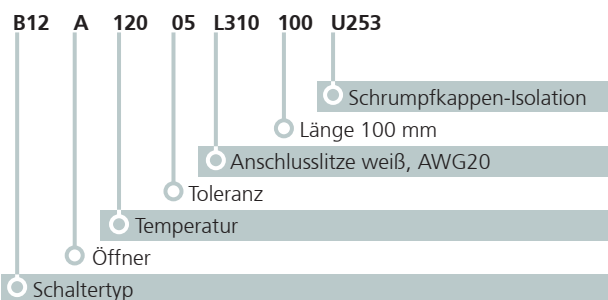 B12 A 120 05 L310 100 U253
Schrumpfkappen-Isolation
Länge 100 mm
Anschlusslitze weiß, AWG20
Toleranz
Temperatur
Öffner
Schaltertyp